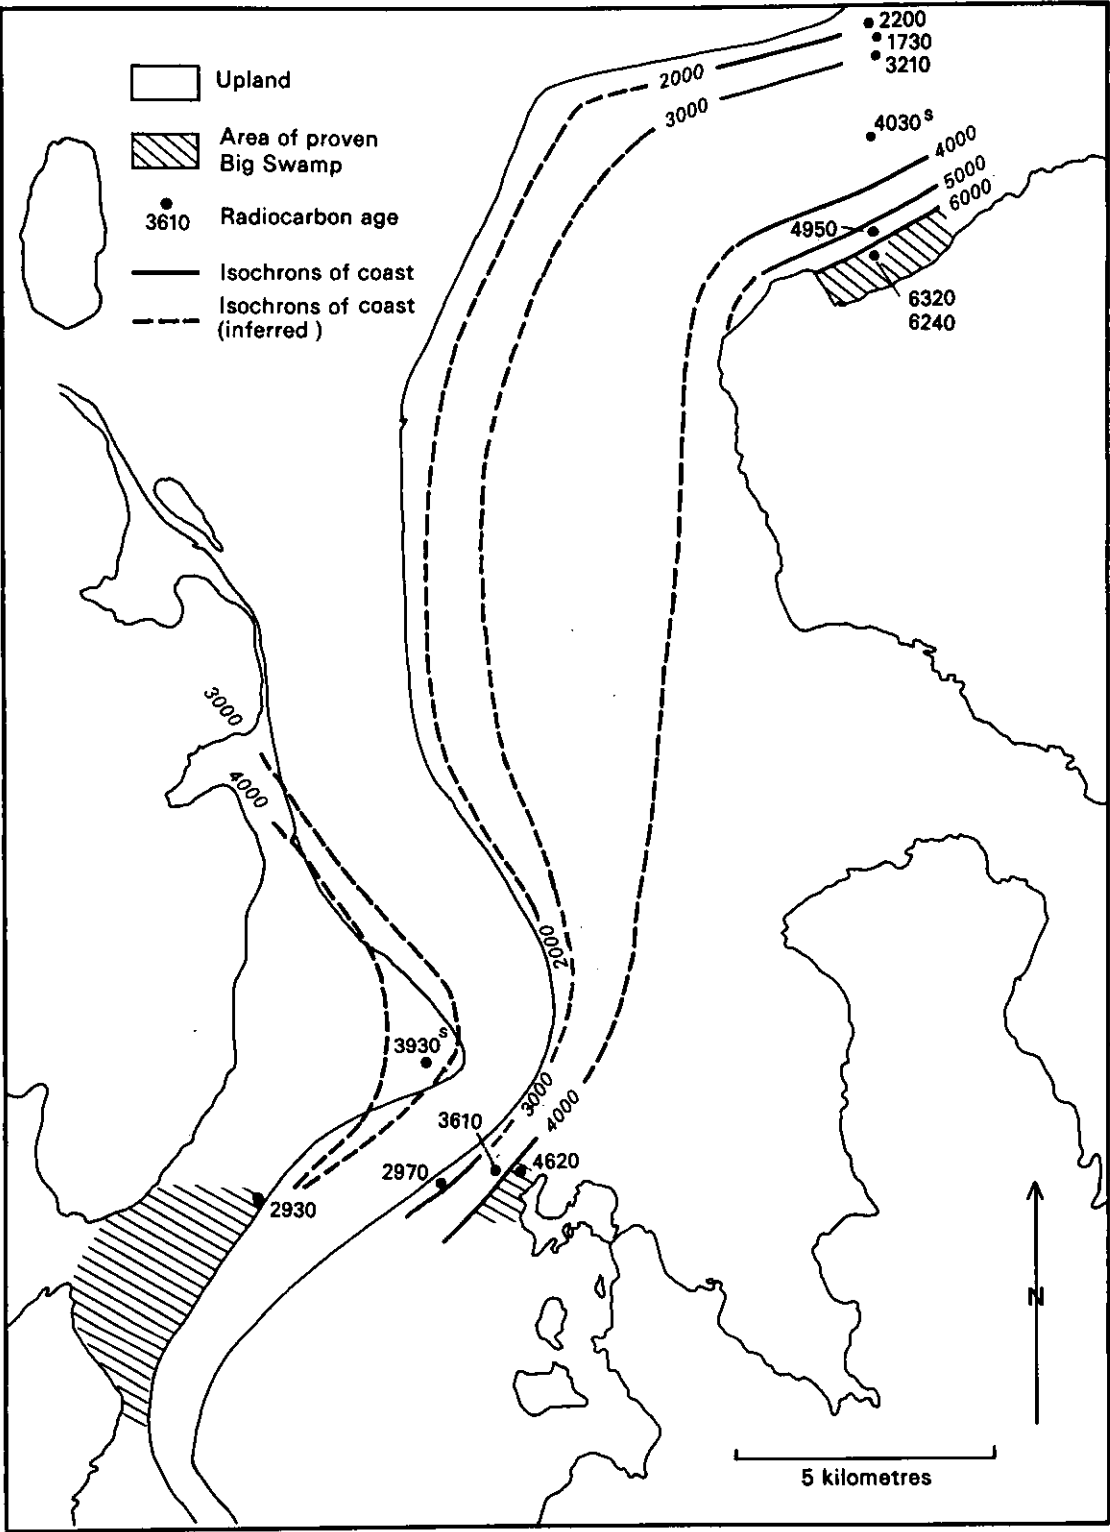 2200
1730
3210
2000
3000
Upland
4030 s
4000
Area of proven
Big Swamp
5000
6000
3610
Radiocarbon age
4950
Isochrons of coast
6320
6240
Isochrons of coast
(inferred)
3000
4000
2000
3930 s
3000
4000
3610
4620
2970
2930
N
5 kilometres